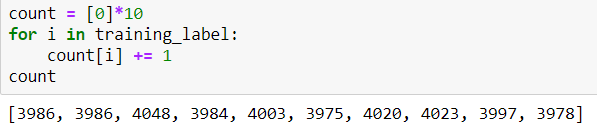 count = [0]*10
for i in training_label:
    count[i] += 1
count
[3986, 3986, 4048, 3984, 4003, 3975, 4020, 4023, 3997, 3978]